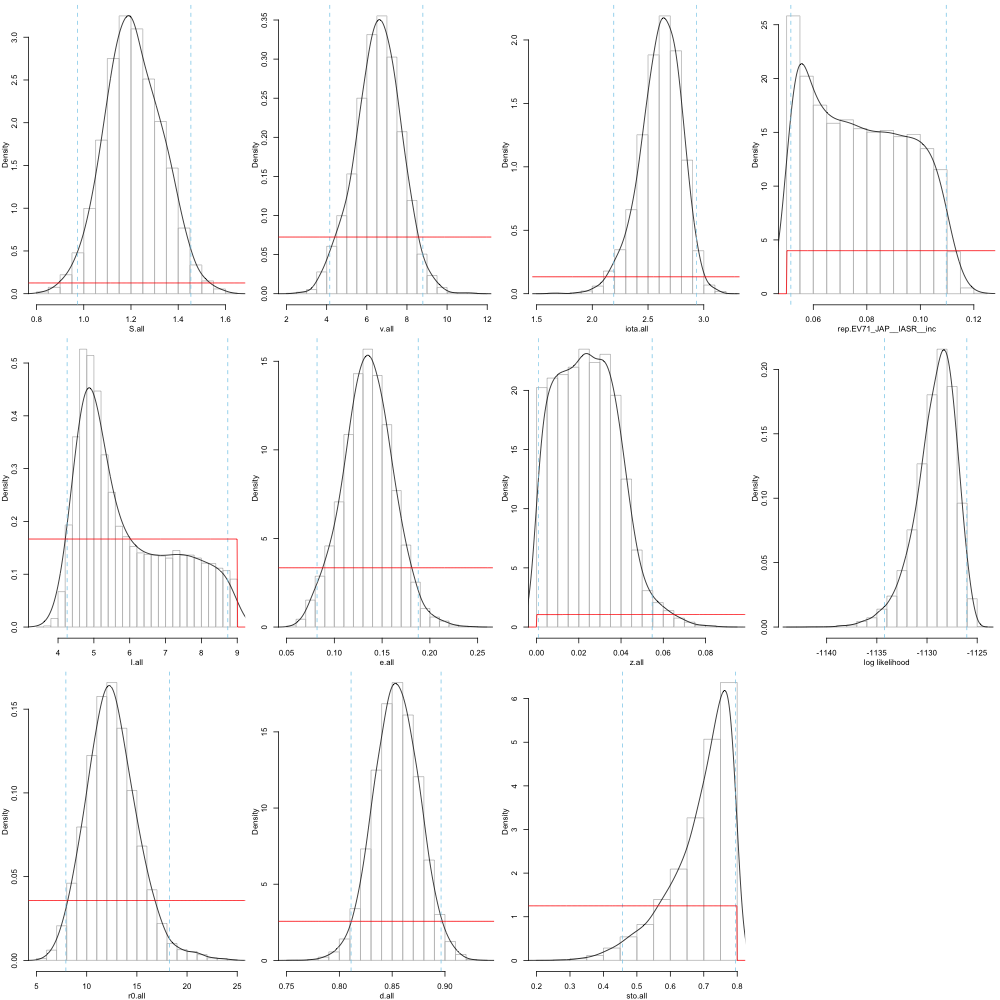 Density
0.0 0.5 1.0 1.5 2.0 2.5 3.0
0.8 1.0 1.2 1.4 1.6
S.all
Density
0.00 0.05 0.10 0.15 0.20 0.25 0.30 0.35
2 4 6 8 10 12
v.all
Density
0.0 0.5 1.0 1.5 2.0
1.5 2.0 2.5 3.0
iota.all
Density
0 5 10 15 20 25
0.06 0.08 0.10 0.12
rep.EV71_JAP__IASR__inc
Density
0.0 0.1 0.2 0.3 0.4 0.5
4 5 6 7 8 9
l.all
Density
0 5 10 15
0.05 0.10 0.15 0.20 0.25
e.all
Density
0 5 10 15 20
0.00 0.02 0.04 0.06 0.08
z.all
Density
0.00 0.05 0.10 0.15 0.20
-1140 -1135 -1130 -1125
log likelihood
Density
0.00 0.05 0.10 0.15
5 10 15 20 25
r0.all
Density
0 5 10 15
0.75 0.80 0.85 0.90
d.all
Density
0 1 2 3 4 5 6
0.2 0.3 0.4 0.5 0.6 0.7 0.8
sto.all